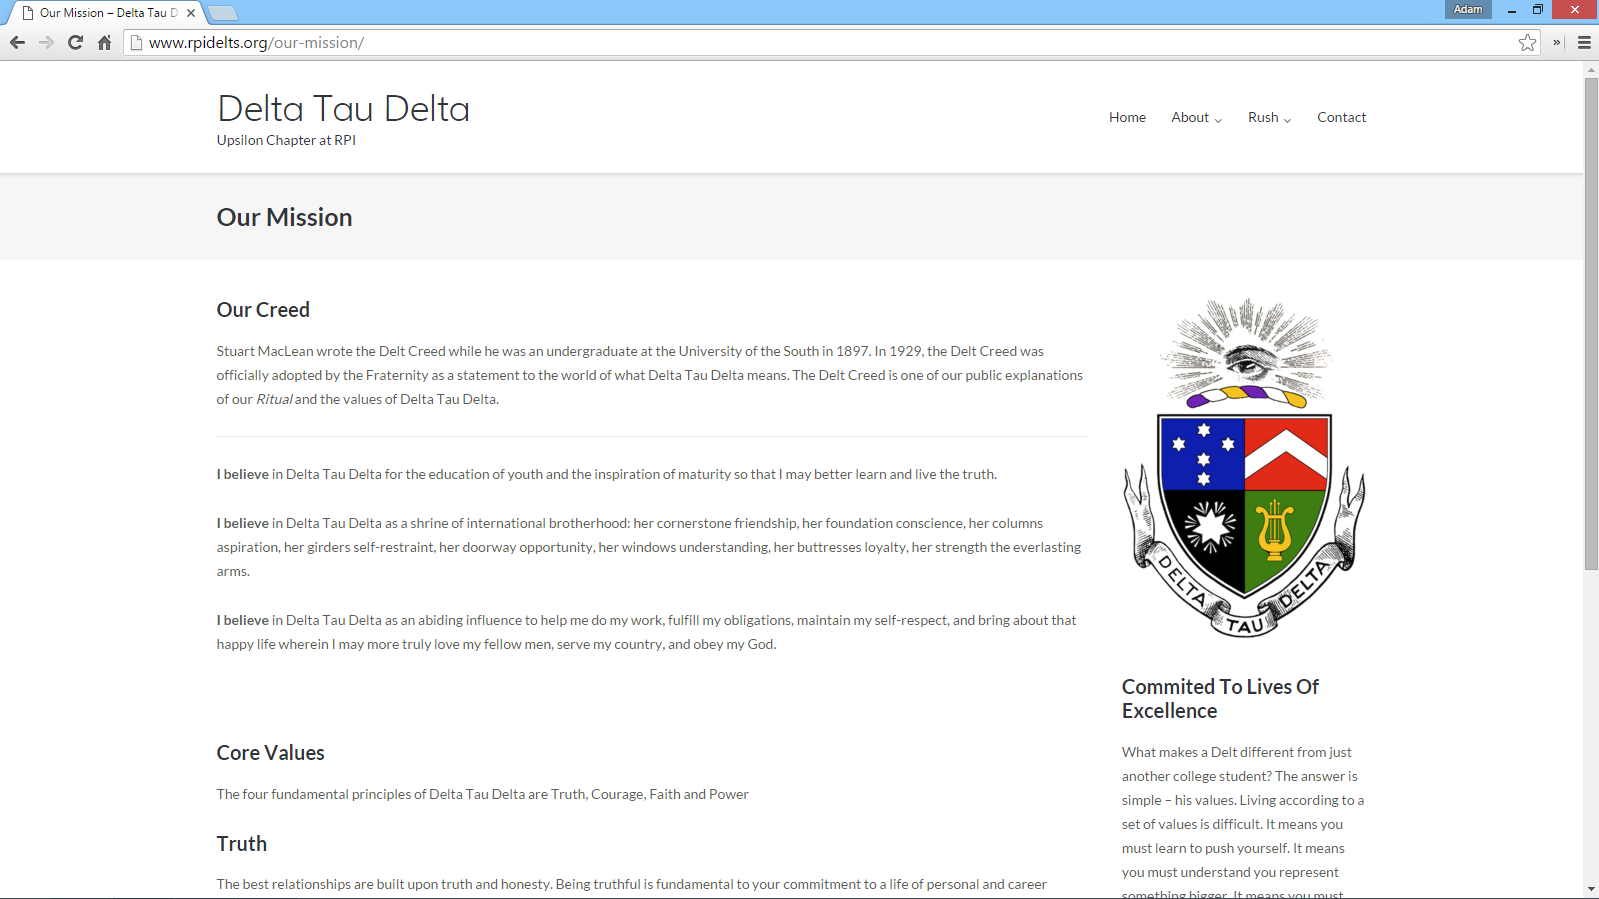 Our Mission – Delta Tau D
Adam
www.rpidelts.org/our-mission/
Delta Tau Delta
Upsilon Chapter at RPI
Home About Rush Contact
Our Mission
Our Creed
Stuart MacLean wrote the Delt Creed while he was an undergraduate at the University of the South in 1897. In 1929, the Delt Creed was
officially adopted by the Fraternity as a statement to the world of what Delta Tau Delta means. The Delt Creed is one of our public explanations
of our Ritual and the values of Delta Tau Delta.
I believe in Delta Tau Delta for the education of youth and the inspiration of maturity so that I may better learn and live the truth.
I believe in Delta Tau Delta as a shrine of international brotherhood: her cornerstone friendship, her foundation conscience, her columns
aspiration, her girders self-restraint, her doorway opportunity, her windows understanding, her buttresses loyalty, her strength the everlasting
arms.
I believe in Delta Tau Delta as an abiding influence to help me do my work, fulfill my obligations, maintain my self-respect, and bring about that
happy life wherein I may more truly love my fellow men, serve my country, and obey my God.
Core Values
The four fundamental principles of Delta Tau Delta are Truth, Courage, Faith and Power
Truth
The best relationships are built upon truth and honesty. Being truthful is fundamental to your commitment to a life of personal and career
DELTA TAU DELTA
Commited To Lives Of
Excellence
What makes a Delt different from just
another college student? The answer is
simple – his values. Living according to a
set of values is difficult. It means you
must learn to push yourself. It means
you must understand you represent
something bigger. It means you must